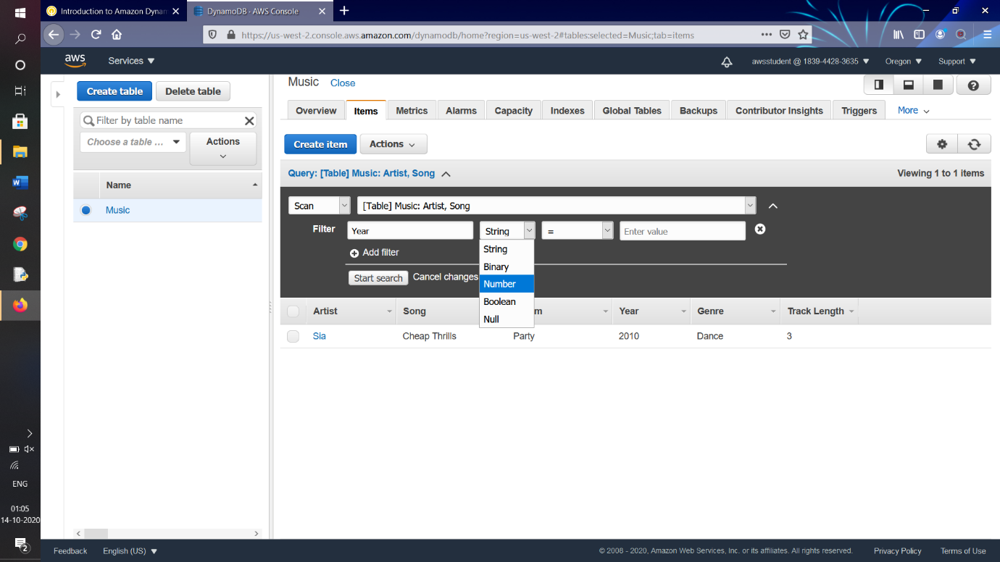 Introduction to Amazon Dynan
DynamoDB · AWS Console
https://us-west-2.console.aws.amazon.com/dynamodb/home?region=us-west-2#tables:selected=Music;tab=items
aws
Services
awsstudent @ 1839-4428-3635
Oregon
Support
Create table
Delete table
Filter by table name
Choose a table ...
Actions
Name
Music
Music
Close
Overview
Items
Metrics
Alarms
Capacity
Indexes
Global Tables
Backups
Contributor Insights
Triggers
More
Create item
Actions
Query: [Table] Music: Artist, Song
Viewing 1 to 1 items
Scan
[Table] Music: Artist, Song
Filter
Year
String
=
Enter value
String
Binary
Number
Boolean
Null
Add filter
Start search
Cancel changes
Artist
Song
m
Year
Genre
Track Length
Sia
Cheap Thrills
Party
2010
Dance
3
ENG
01:05
14-10-2020
2
Feedback
English (US)
© 2008 - 2020, Amazon Web Services, Inc. or its affiliates. All rights reserved.
Privacy Policy
Terms of Use